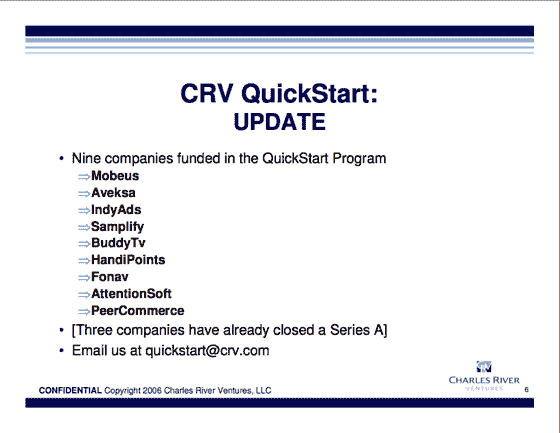 CRV QuickStart:
UPDATE
• Nine companies funded in the QuickStart Program
⇒Mobeus
⇒Aveksa
⇒IndyAds
⇒Samplify
⇒BuddyTv
⇒HandiPoints
⇒Fonav
⇒AttentionSoft
⇒PeerCommerce
• [Three companies have already closed a Series A]
• Email us at quickstart@crv.com
CHARLES RIVER
VENTURES
CONFIDENTIAL Copyright 2006 Charles River Ventures, LLC
6